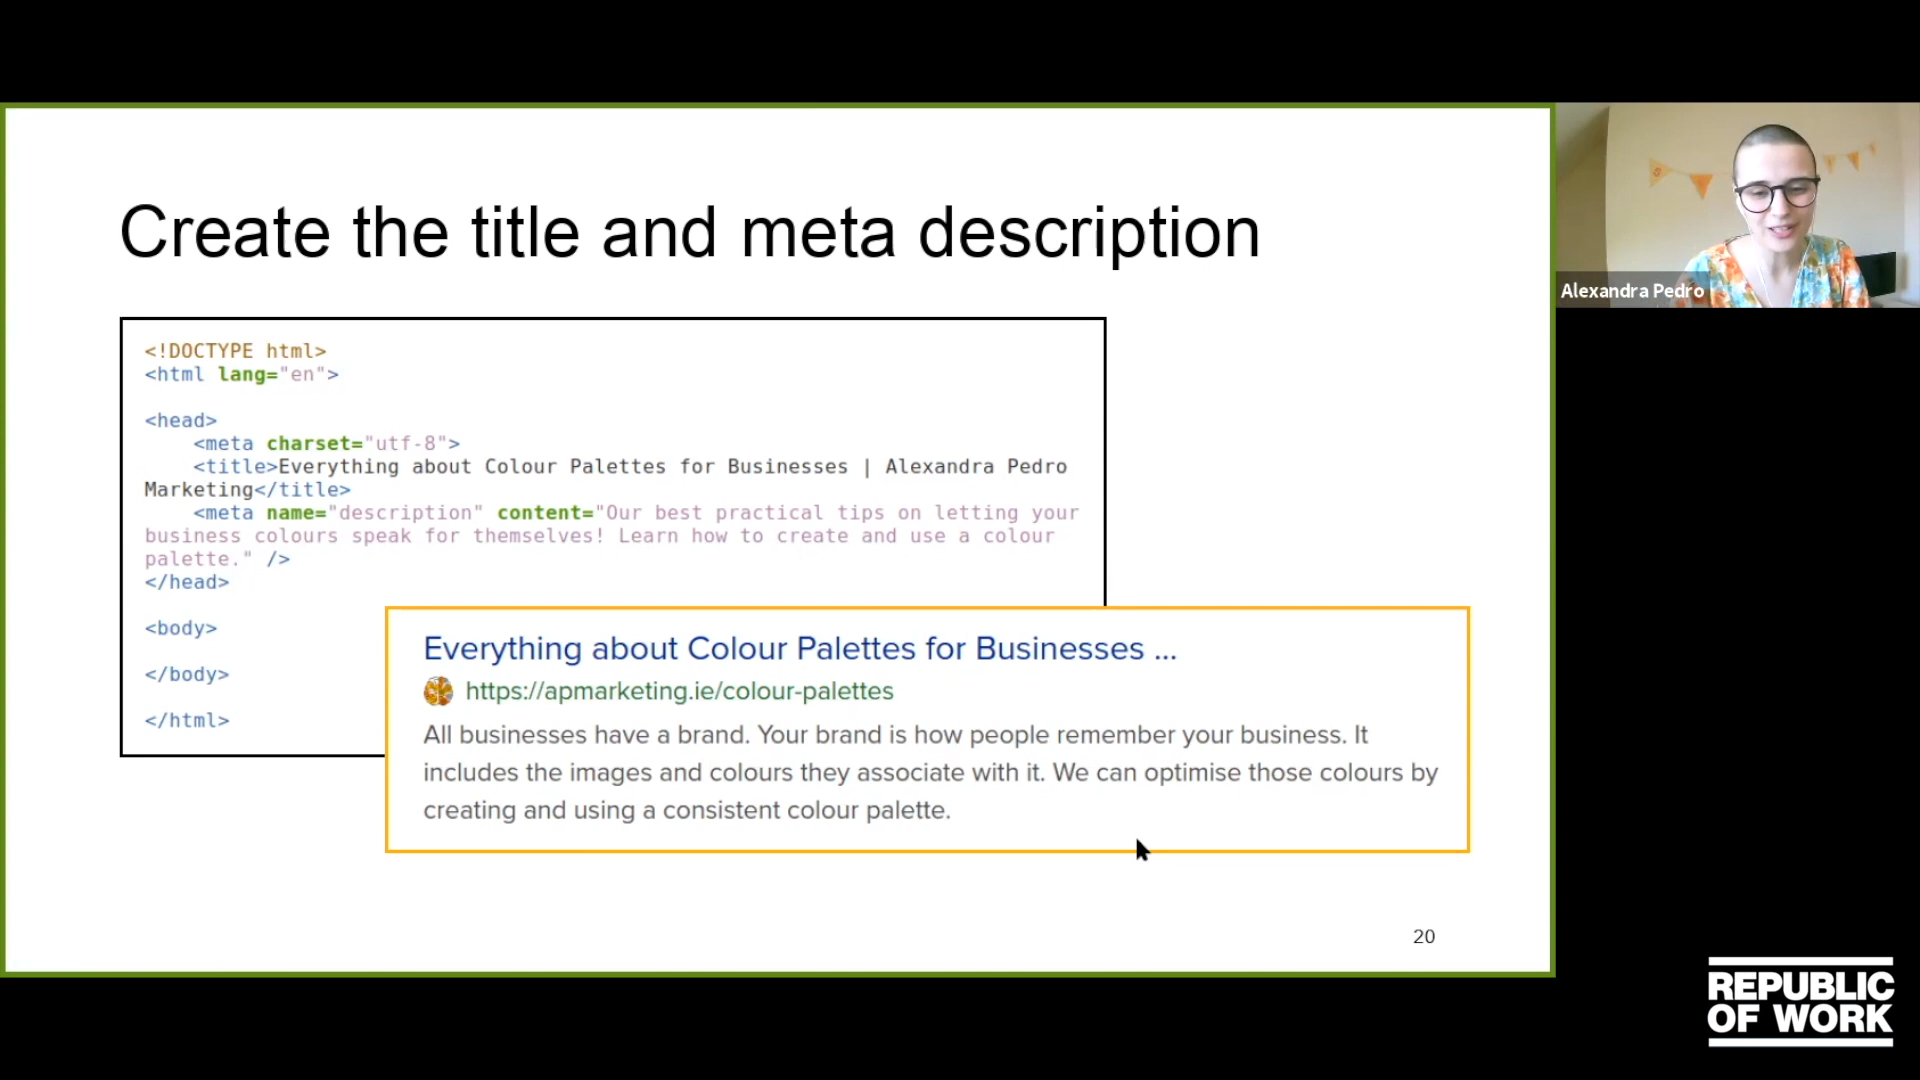 Create the title and meta description
<!DOCTYPE html>
<html lang="en">
<head>
<meta charset="utf-8">
<title>Everything about Colour Palettes for Businesses | Alexandra Pedro
Marketing</title>
<meta name="description" content="Our best practical tips on letting your
business colours speak for themselves! Learn how to create and use a colour
palette." />
</head>
<body>
</body>
</html>
Everything about Colour Palettes for Businesses ...
https://apmarketing.ie/colour-palettes
All businesses have a brand. Your brand is how people remember your business. It
includes the images and colours they associate with it. We can optimise those colours by
creating and using a consistent colour palette.
20
Alexandra Pedro
REPUBLIC
OF WORK